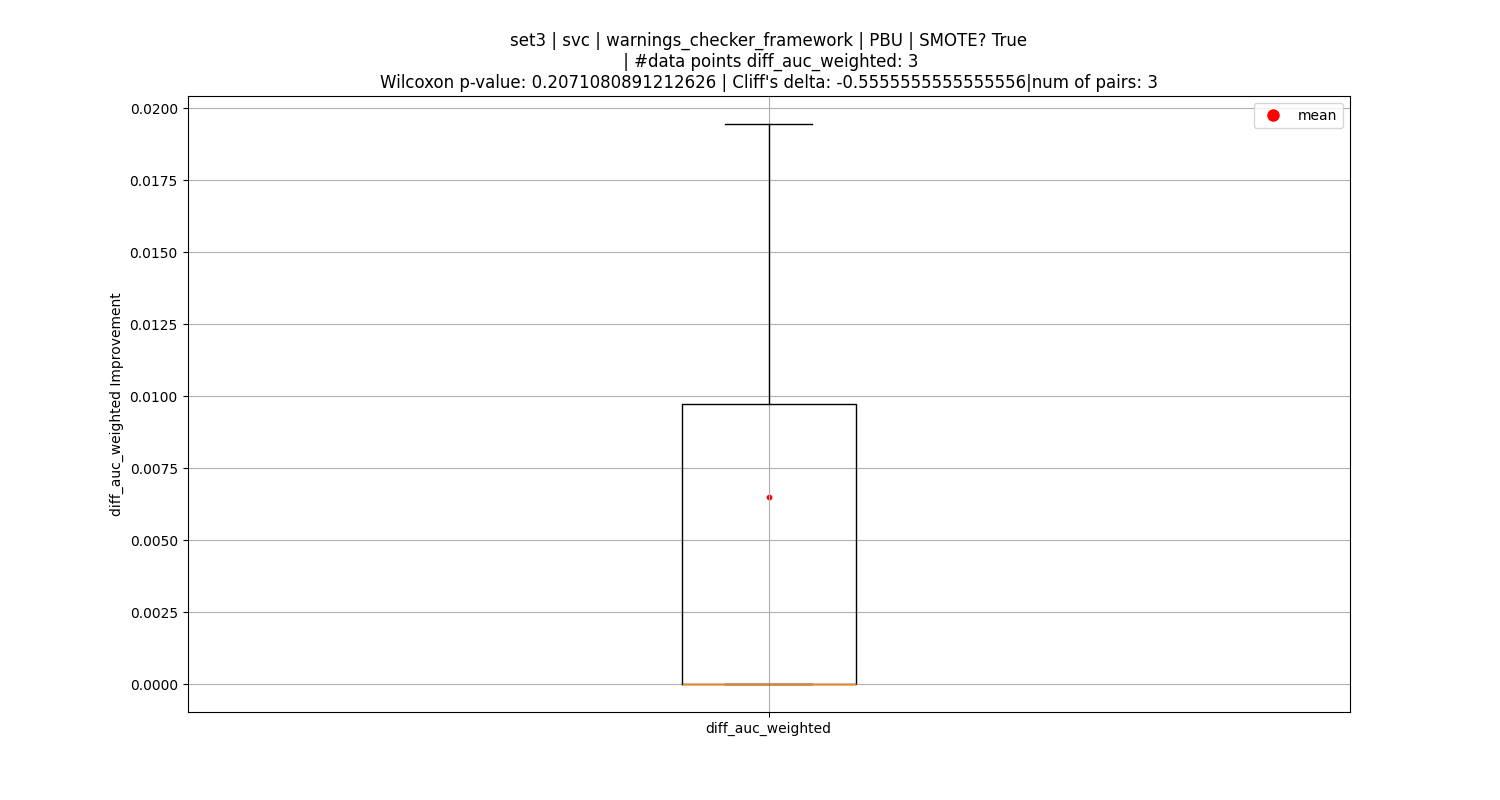 set3 | svc | warnings_checker_framework | PBU | SMOTE? True
| #data points diff_auc_weighted: 3
Wilcoxon p-value: 0.2071080891212626 | Cliff's delta: -0.5555555555555556|num of pairs: 3
mean
0.0200
0.0175
0.0150
0.0125
0.0100
0.0075
0.0050
0.0025
0.0000
diff_auc_weighted Improvement
diff_auc_weighted